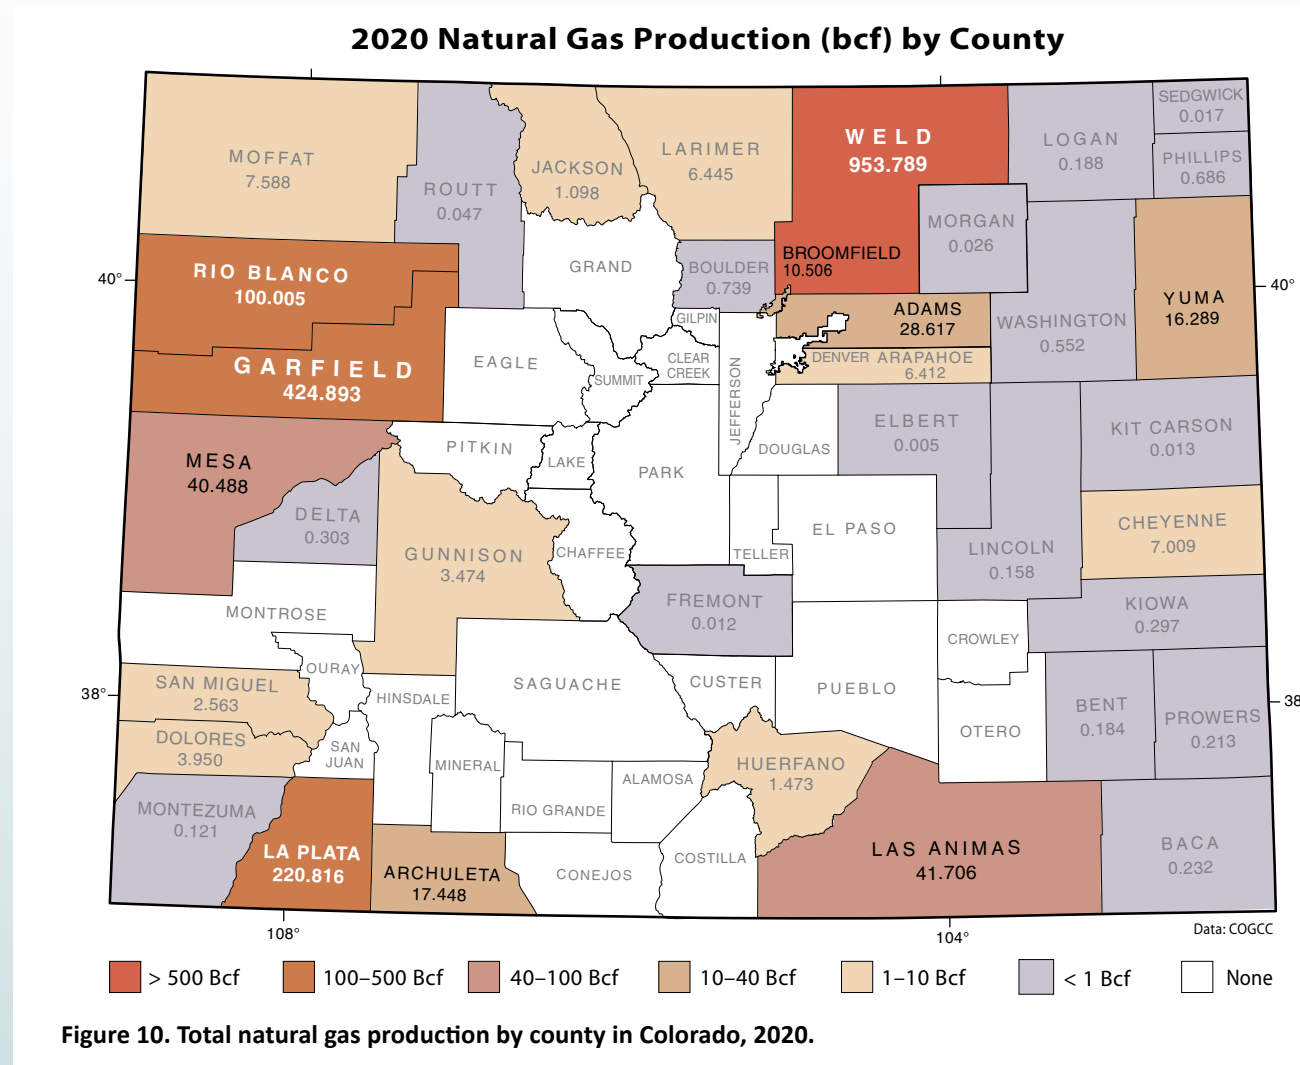 2020 Natural Gas Production (bcf) by County
MOFFAT
7.588
ROUTT
0.047
JACKSON
1.098
LARIMER
6.445
WELD
953.789
LOGAN
0.188
SEDGWICK
0.017
PHILLIPS
0.686
MORGAN
0.026
40°
RIO BLANCO
100.005
GRAND
BOULDER
0.739
BROOMFIELD
10.506
40°
GILPIN
ADAMS
28.617
WASHINGTON
0.552
YUMA
16.289
GARFIELD
424.893
EAGLE
SUMMIT
CLEAR
CREEK
JEFFERSON
DENVER
ARAPAHOE
6.412
MESA
40.488
PITKIN
LAKE
PARK
DOUGLAS
ELBERT
0.005
KIT CARSON
0.013
DELTA
0.303
GUNNISON
3.474
CHAFFEE
TELLER
EL PASO
LINCOLN
0.158
CHEYENNE
7.009
MONTROSE
FREMONT
0.012
CROWLEY
KIOWA
0.297
38°
SAN MIGUEL
2.563
OURAY
HINSDALE
SAGUACHE
CUSTER
PUEBLO
OTERO
BENT
0.184
PROWERS
0.213
38
DOLORES
3.950
SAN
JUAN
MINERAL
RIO GRANDE
ALAMOSA
HUERFANO
1.473
MONTEZUMA
0.121
LA PLATA
220.816
ARCHULETA
17.448
CONEJOS
COSTILLA
LAS ANIMAS
41.706
BACA
0.232
108°
104°
Data: COGCC
> 500 Bcf
100–500 Bcf
40–100 Bcf
10–40 Bcf
1–10 Bcf
< 1 Bcf
None
Figure 10. Total natural gas production by county in Colorado, 2020.